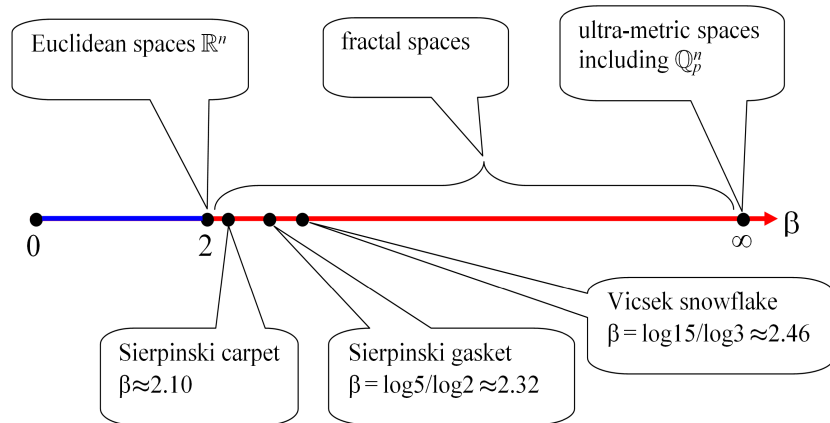 Euclidean spaces ℝⁿ
fractal spaces
ultra-metric spaces
including ℚₚⁿ
0
2
∞
β
Sierpinski carpet
β≈2.10
Sierpinski gasket
β = log5/log2 ≈2.32
Vicsek snowflake
β = log15/log3 ≈2.46